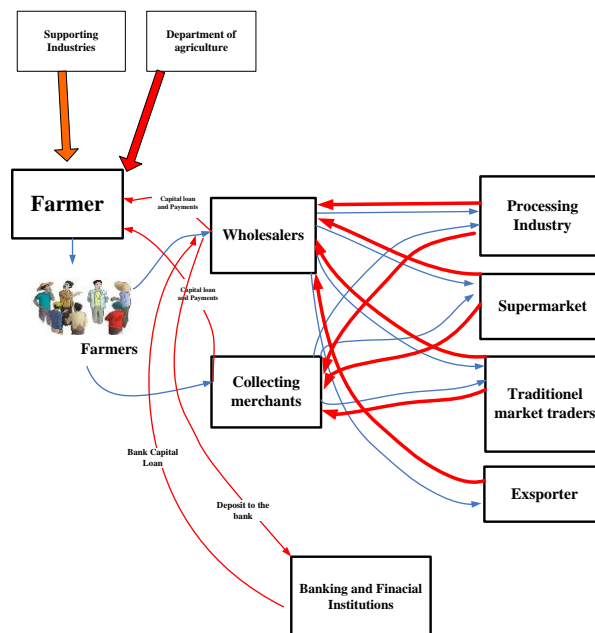 Supporting
Industries
Department of
agriculture
Farmer
Capital loan
and Payments
Wholesalers
Processing
Industry
Capital loan
and Payments
Supermarket
Farmers
Collecting
merchants
Traditionel
market traders
Bank Capital
Loan
Exsporter
Deposit to the
bank
Banking and Finacial
Institutions